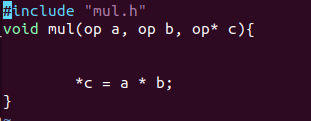 #include "mul.h"
void mul(op a, op b, op* c){
*c = a * b;
}
~